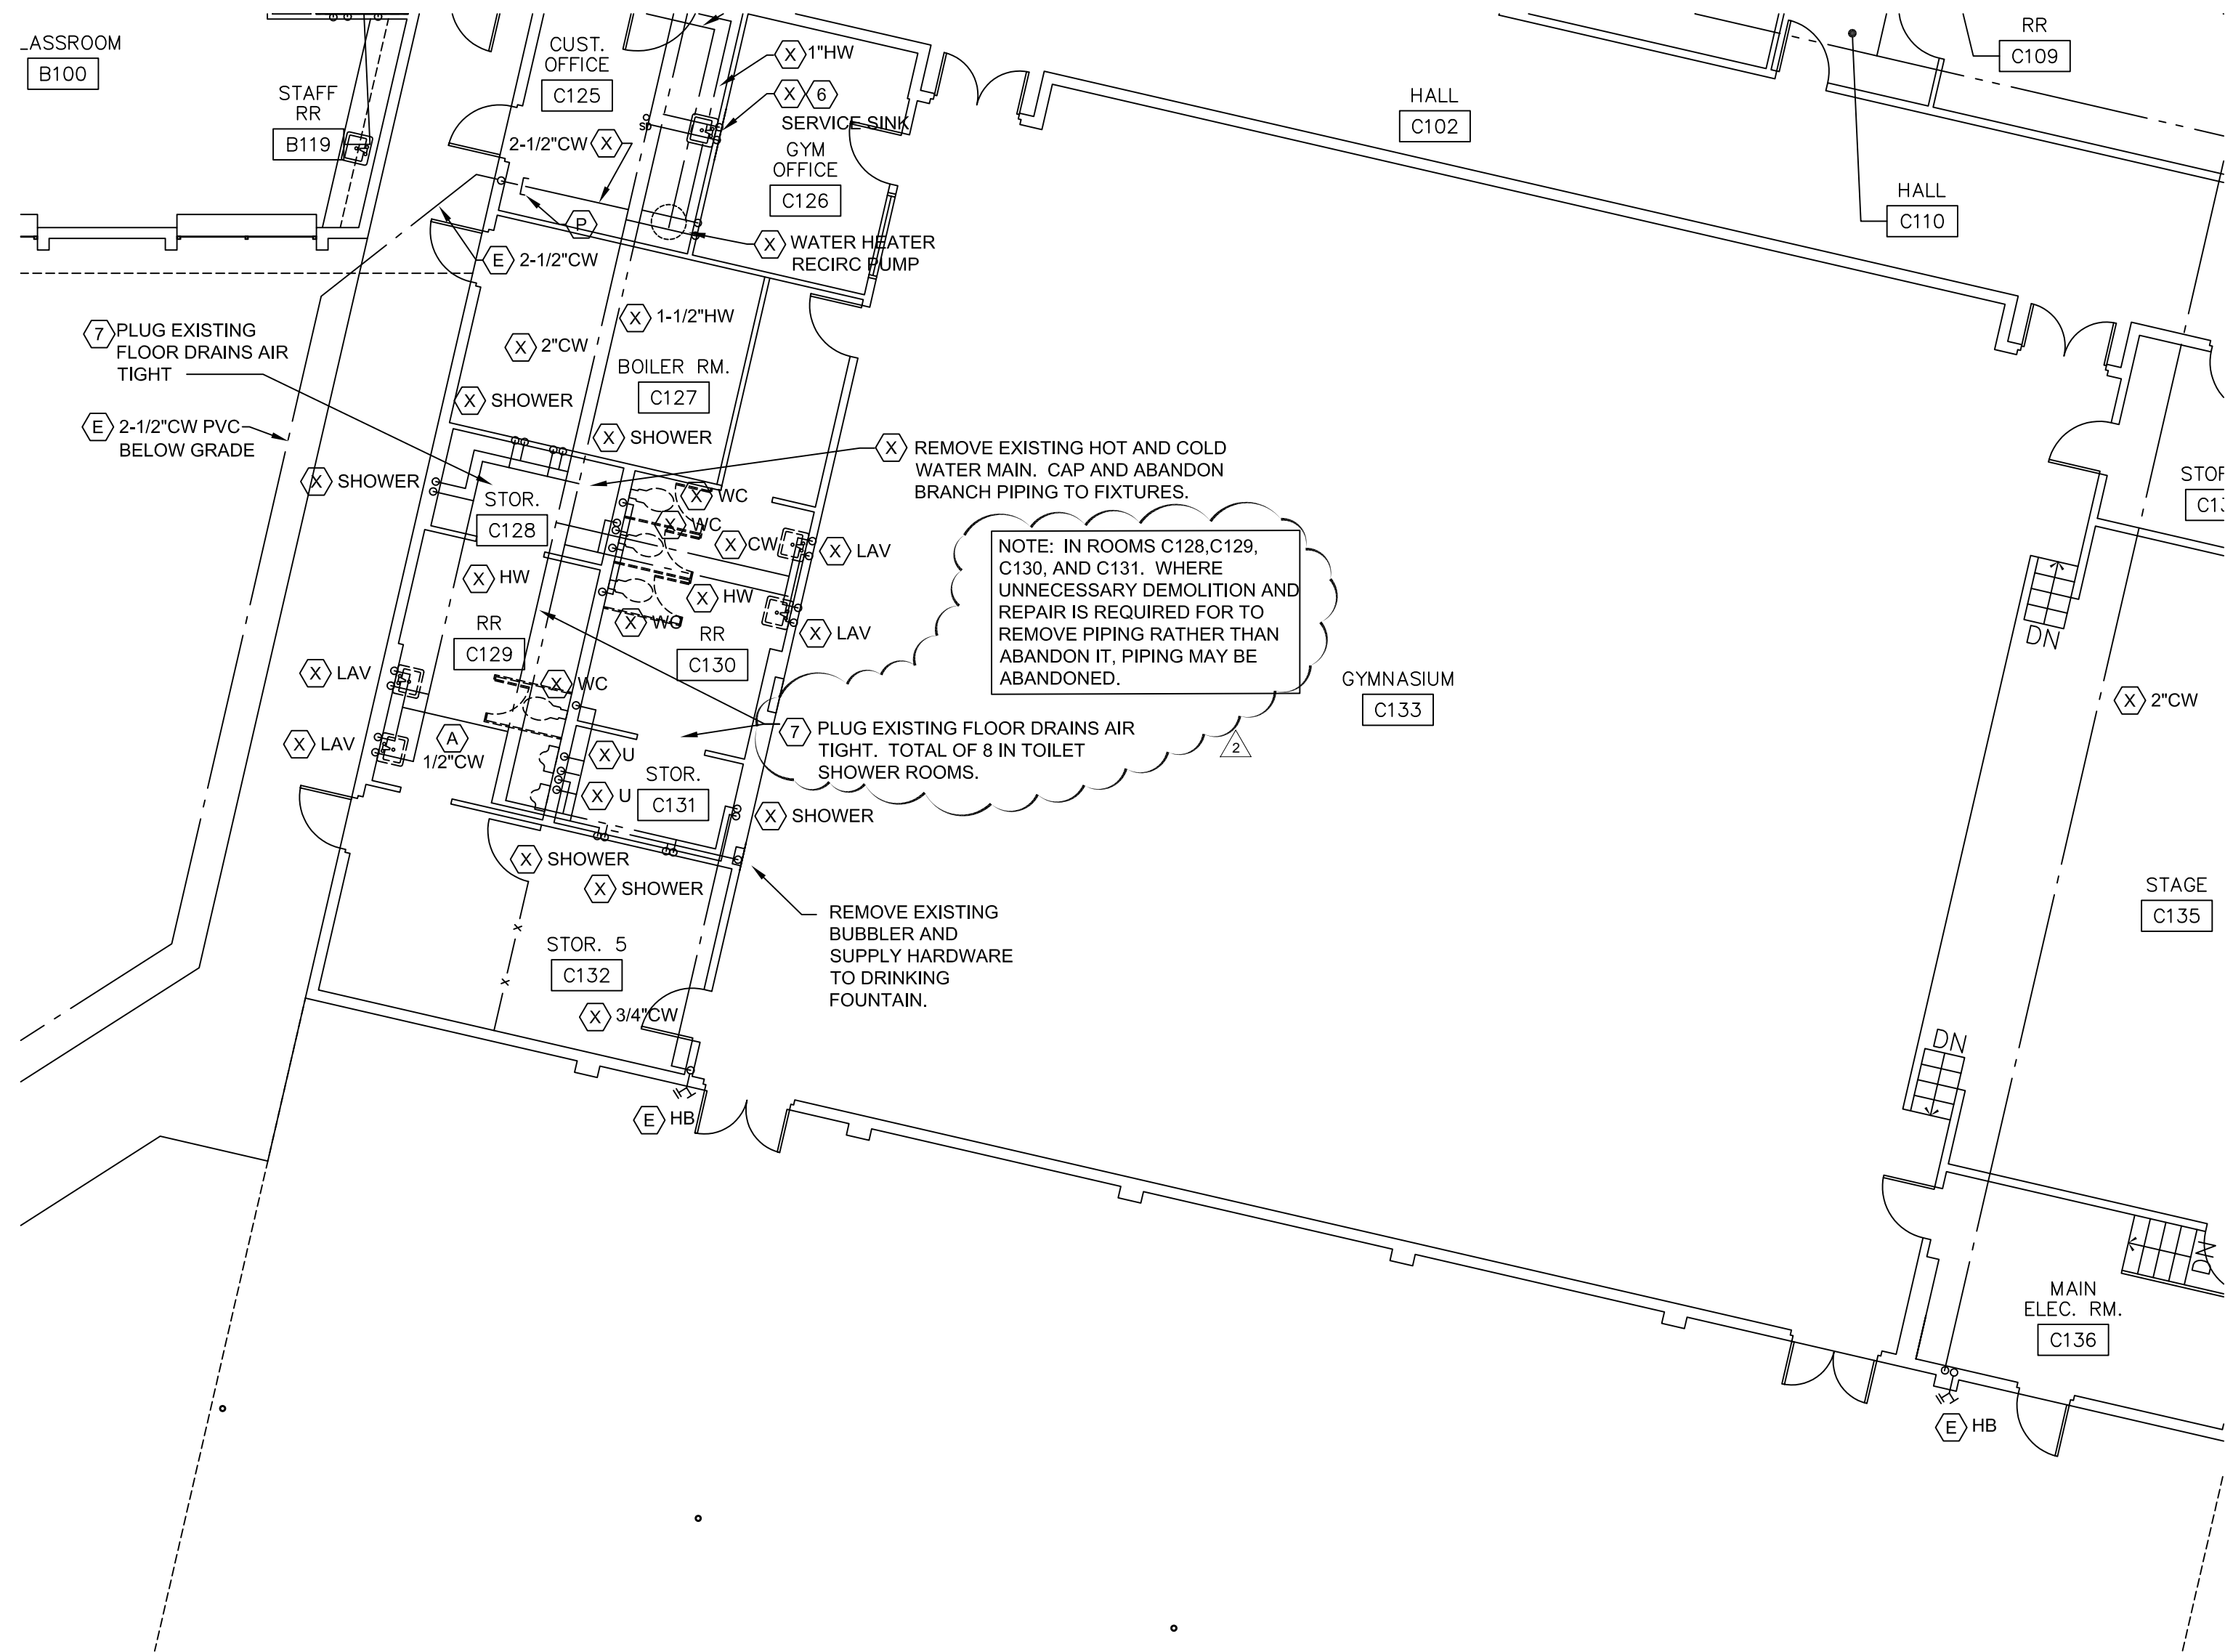 _ASSROOM
B100
STAFF
RR
B119
CUST.
OFFICE
C125
X 1"HW
X 6
SERVICE SINK
2-1/2"CW X
GYM
OFFICE
C126
P
X WATER HEATER
RECIRC PUMP
E 2-1/2"CW
HALL
C102
RR
C109
HALL
C110
7 PLUG EXISTING
FLOOR DRAINS AIR
TIGHT
E 2-1/2"CW PVC
BELOW GRADE
X 1-1/2"HW
X 2"CW
BOILER RM.
C127
X SHOWER
X SHOWER
X SHOWER
X REMOVE EXISTING HOT AND COLD
WATER MAIN. CAP AND ABANDON
BRANCH PIPING TO FIXTURES.
STOR.
C128
X WC
X WC
X CW
X LAV
X HW
X HW
X WC
X LAV
RR
C129
RR
C130
NOTE: IN ROOMS C128,C129,
C130, AND C131. WHERE
UNNECESSARY DEMOLITION AND
REPAIR IS REQUIRED FOR TO
REMOVE PIPING RATHER THAN
ABANDON IT, PIPING MAY BE
ABANDONED.
GYMNASIUM
C133
X LAV
X WC
X LAV
A
1/2"CW
X U
X U
STOR.
C131
7 PLUG EXISTING FLOOR DRAINS AIR
TIGHT. TOTAL OF 8 IN TOILET
SHOWER ROOMS.
2
X SHOWER
X SHOWER
X SHOWER
REMOVE EXISTING
BUBBLER AND
SUPPLY HARDWARE
TO DRINKING
FOUNTAIN.
x
x
STOR. 5
C132
X 3/4"CW
E HB
DN
X 2"CW
STAGE
C135
DN
DN
MAIN
ELEC. RM.
C136
E HB